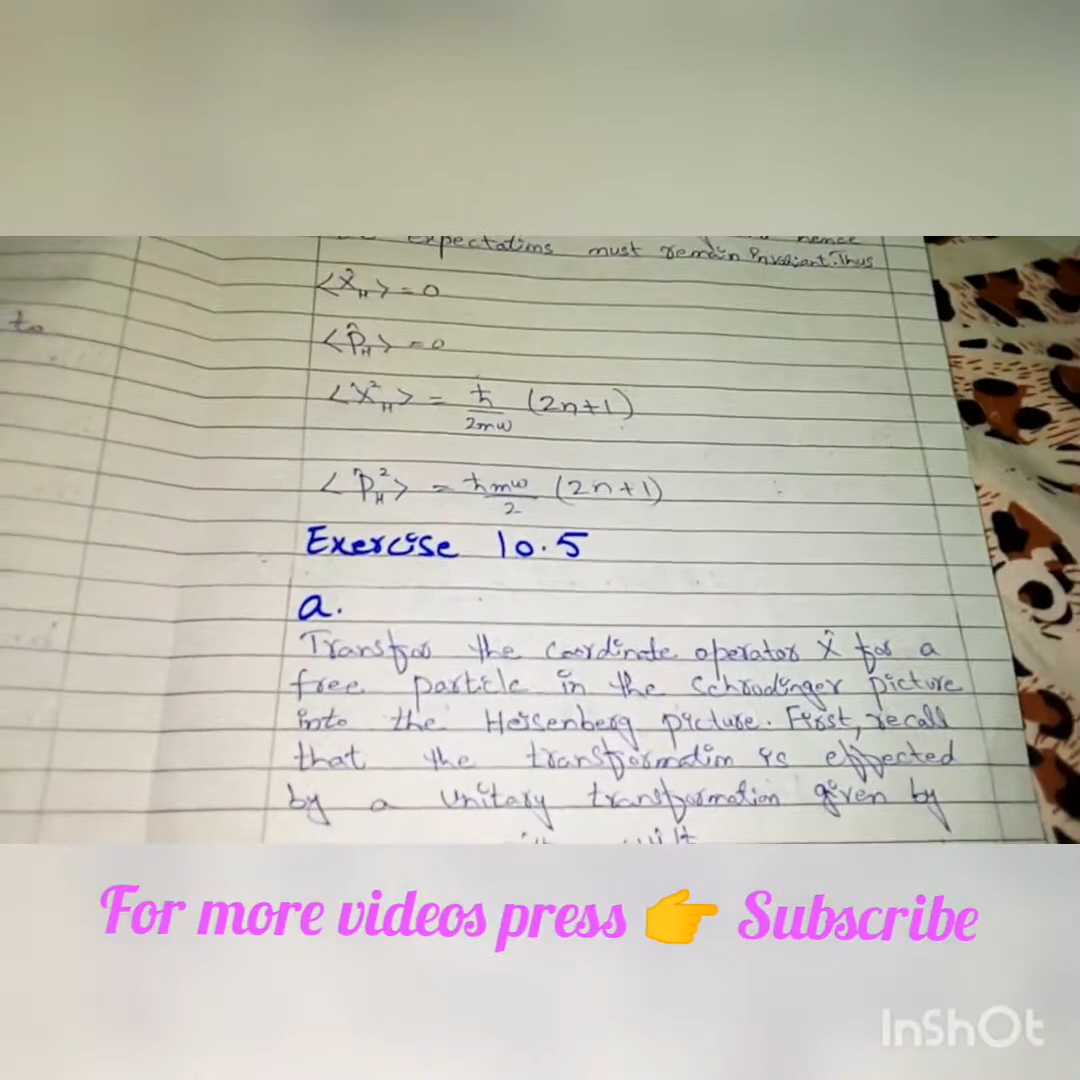 expectations must remain Invariant. Thus
to
<X̂_H> = 0
<P̂_H> = 0
<X̂²_H> = ħ/2mω (2n+1)
<P̂²_H> = ħmω/2 (2n+1)
Exercise 10.5
a.
Transfor the coordinate operator X̂ for a
free particle in the Schrodinger picture
into the Heisenberg picture. First, recall
that the transformation is effected
by a unitary transformation given by
For more videos press 👉 Subscribe
InShOt